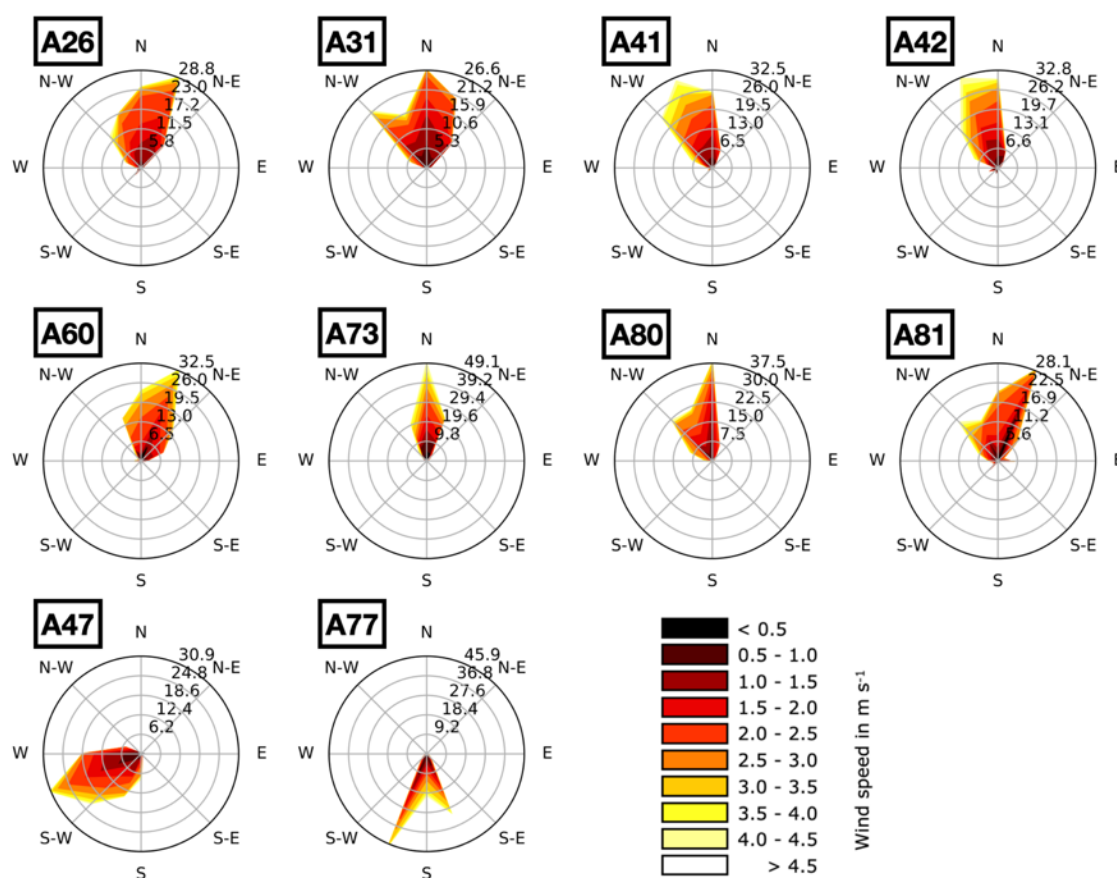 A26
N
N-W
N-E
28.8
23.0
17.2
11.5
5.8
W
E
S-W
S-E
S
A31
N
N-W
N-E
26.6
21.2
15.9
10.6
5.3
W
E
S-W
S-E
S
A41
N
N-W
N-E
32.5
26.0
19.5
13.0
6.5
W
E
S-W
S-E
S
A42
N
N-W
N-E
32.8
26.2
19.7
13.1
6.6
W
E
S-W
S-E
S
A60
N
N-W
N-E
32.5
26.0
19.5
13.0
6.5
W
E
S-W
S-E
S
A73
N
N-W
N-E
49.1
39.2
29.4
19.6
9.8
W
E
S-W
S-E
S
A80
N
N-W
N-E
37.5
30.0
22.5
15.0
7.5
W
E
S-W
S-E
S
A81
N
N-W
N-E
28.1
22.5
16.9
11.2
5.6
W
E
S-W
S-E
S
A47
N
N-W
N-E
30.9
24.8
18.6
12.4
6.2
W
E
S-W
S-E
S
A77
N
N-W
N-E
45.9
36.8
27.6
18.4
9.2
W
E
S-W
S-E
S
< 0.5
0.5 - 1.0
1.0 - 1.5
1.5 - 2.0
2.0 - 2.5
2.5 - 3.0
3.0 - 3.5
3.5 - 4.0
4.0 - 4.5
> 4.5
Wind speed in m s⁻¹